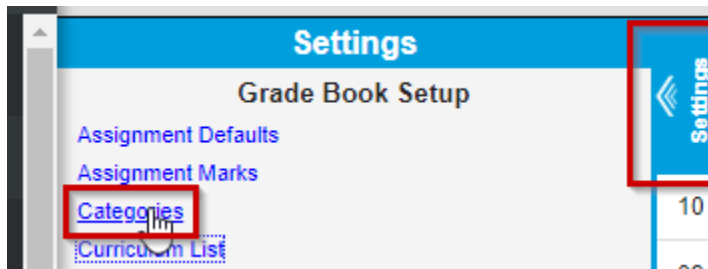 Settings
Grade Book Setup
Assignment Defaults
Assignment Marks
Categories
Curriculum List
Settings
10